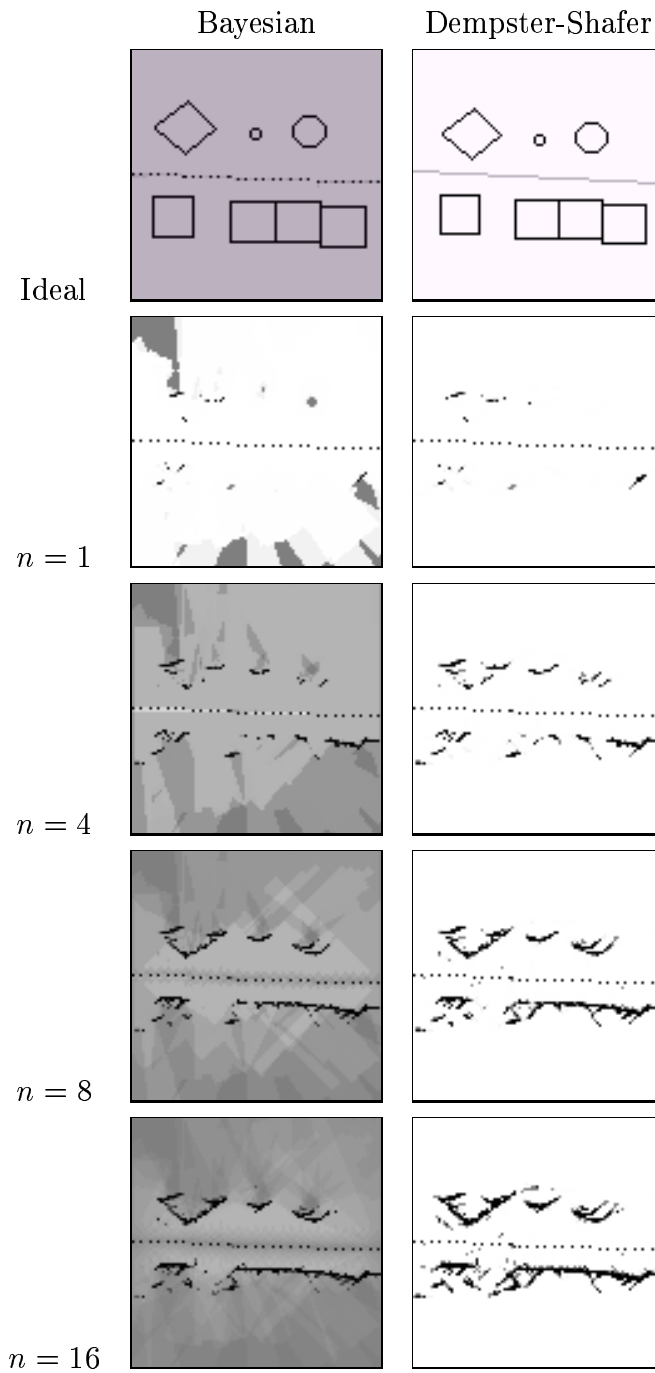 Bayesian Dempster-Shafer
Ideal
n = 1
n = 4
n = 8
n = 16